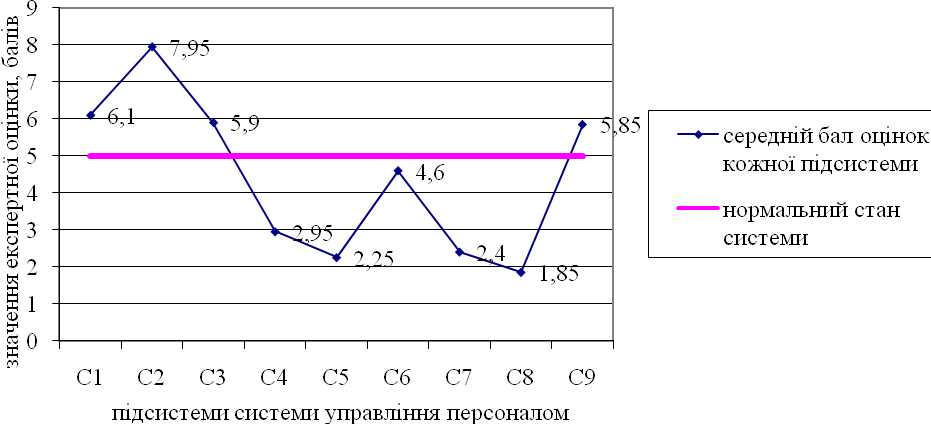 значення експертної оцінки, балів
9
8
7
6
5
4
3
2
1
0
6,1
7,95
5,9
2,95
2,25
4,6
2,4
1,85
5,85
С1 С2 С3 С4 С5 С6 С7 С8 С9
підсистеми системи управління персоналом
середній бал оцінок
кожної підсистеми
нормальний стан
системи